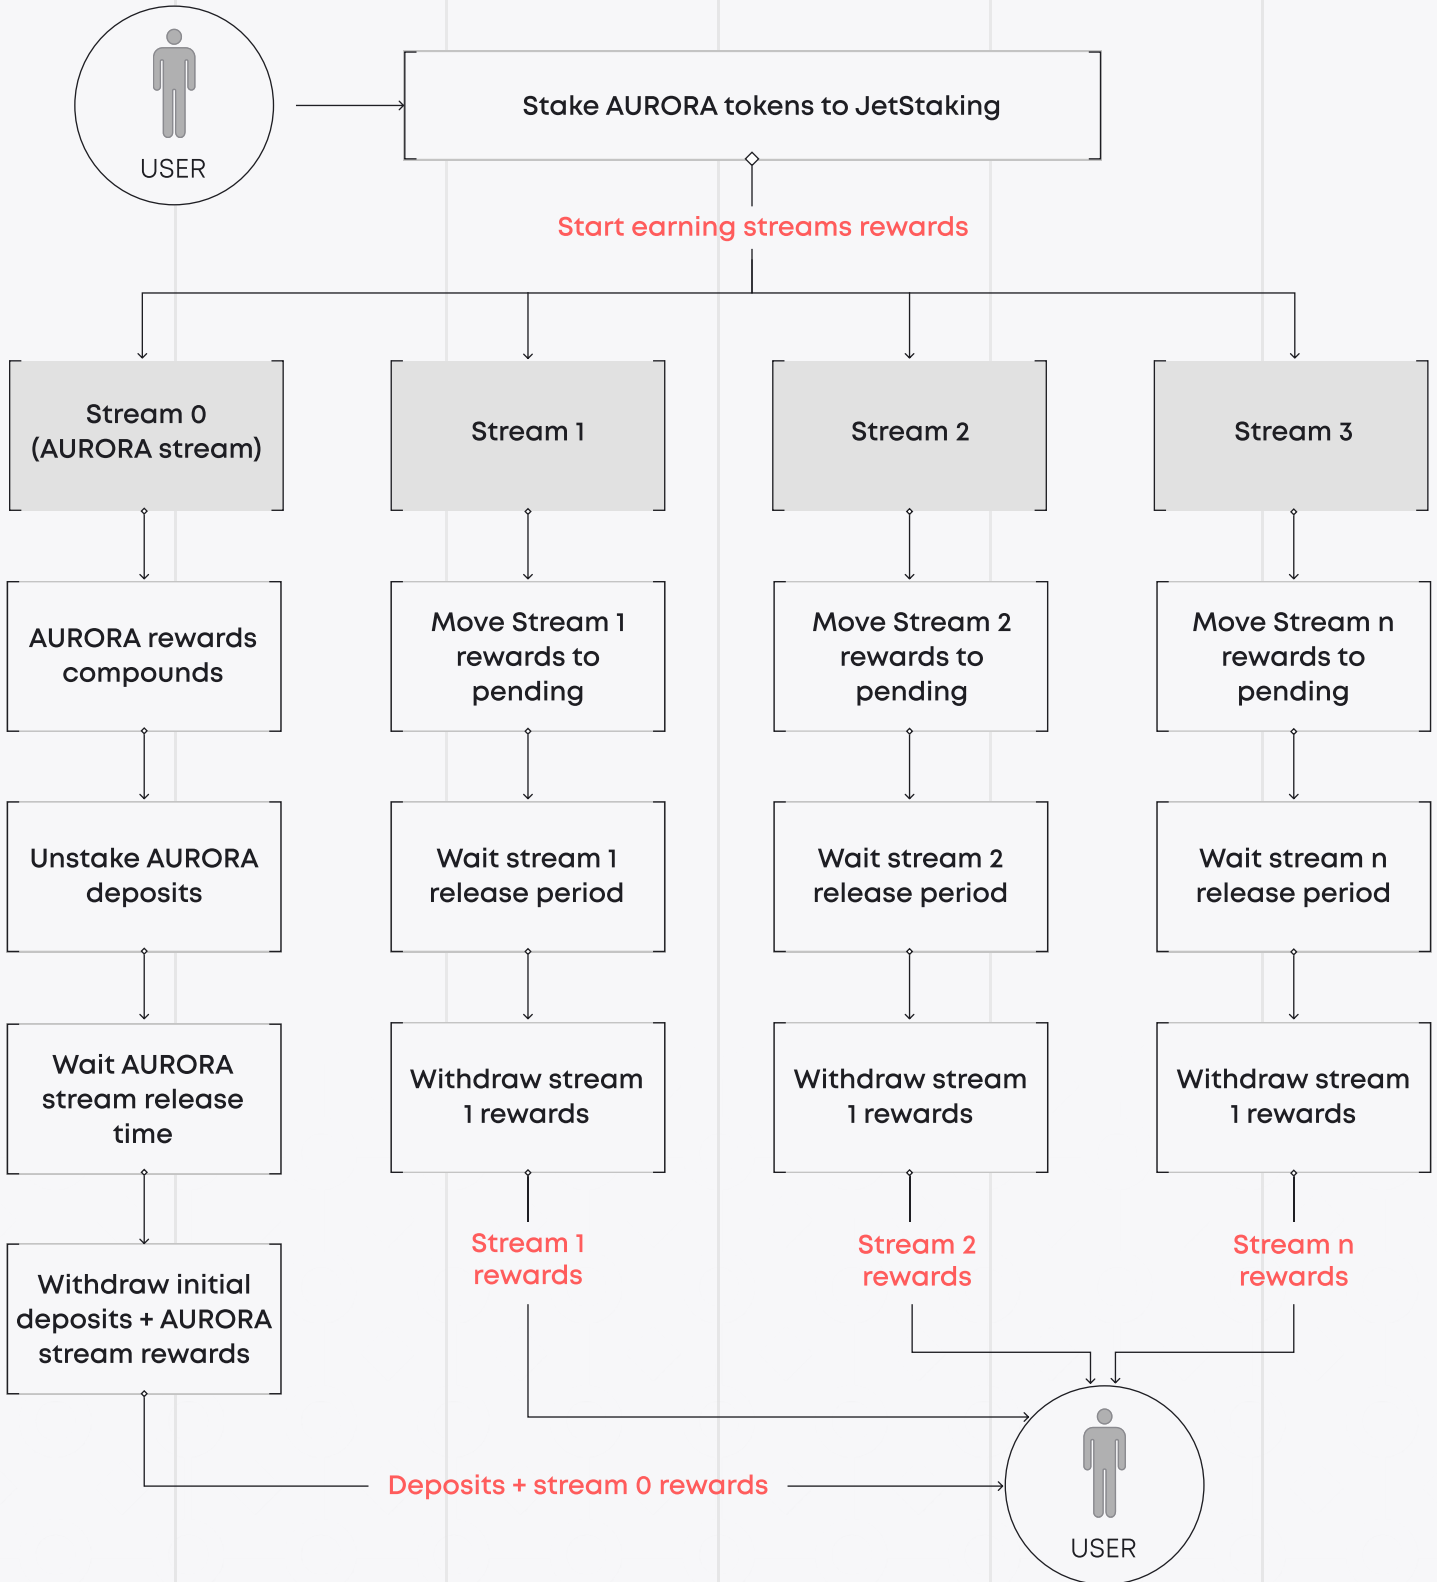 USER
Stake AURORA tokens to JetStaking
Start earning streams rewards
Stream 0
(AURORA stream)
Stream 1
Stream 2
Stream 3
AURORA rewards
compounds
Move Stream 1
rewards to
pending
Move Stream 2
rewards to
pending
Move Stream n
rewards to
pending
Unstake AURORA
deposits
Wait stream 1
release period
Wait stream 2
release period
Wait stream n
release period
Wait AURORA
stream release
time
Withdraw stream
1 rewards
Withdraw stream
1 rewards
Withdraw stream
1 rewards
Stream 1
rewards
Stream 2
rewards
Stream n
rewards
Withdraw initial
deposits + AURORA
stream rewards
Deposits + stream 0 rewards
USER